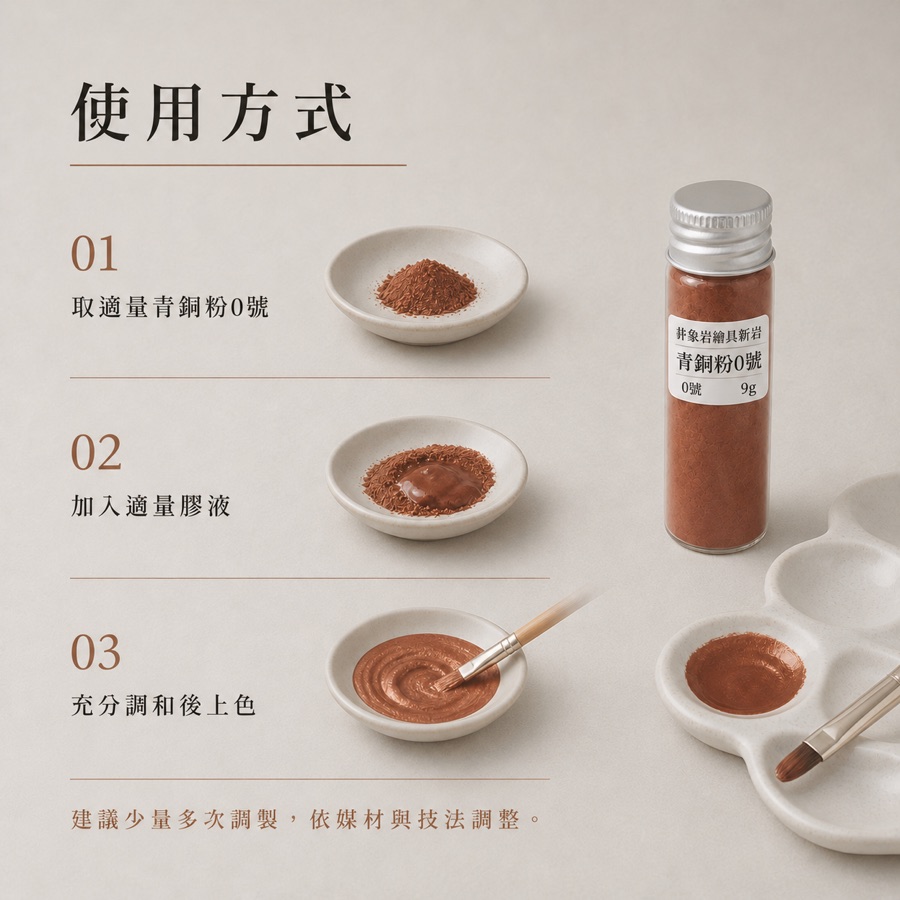 使用方式
01
取適量青銅粉0號
02
加入適量膠液
03
充分調和後上色
建議少量多次調製，依媒材與技法調整。
象岩繪具新岩
青銅粉0號
0號 9g